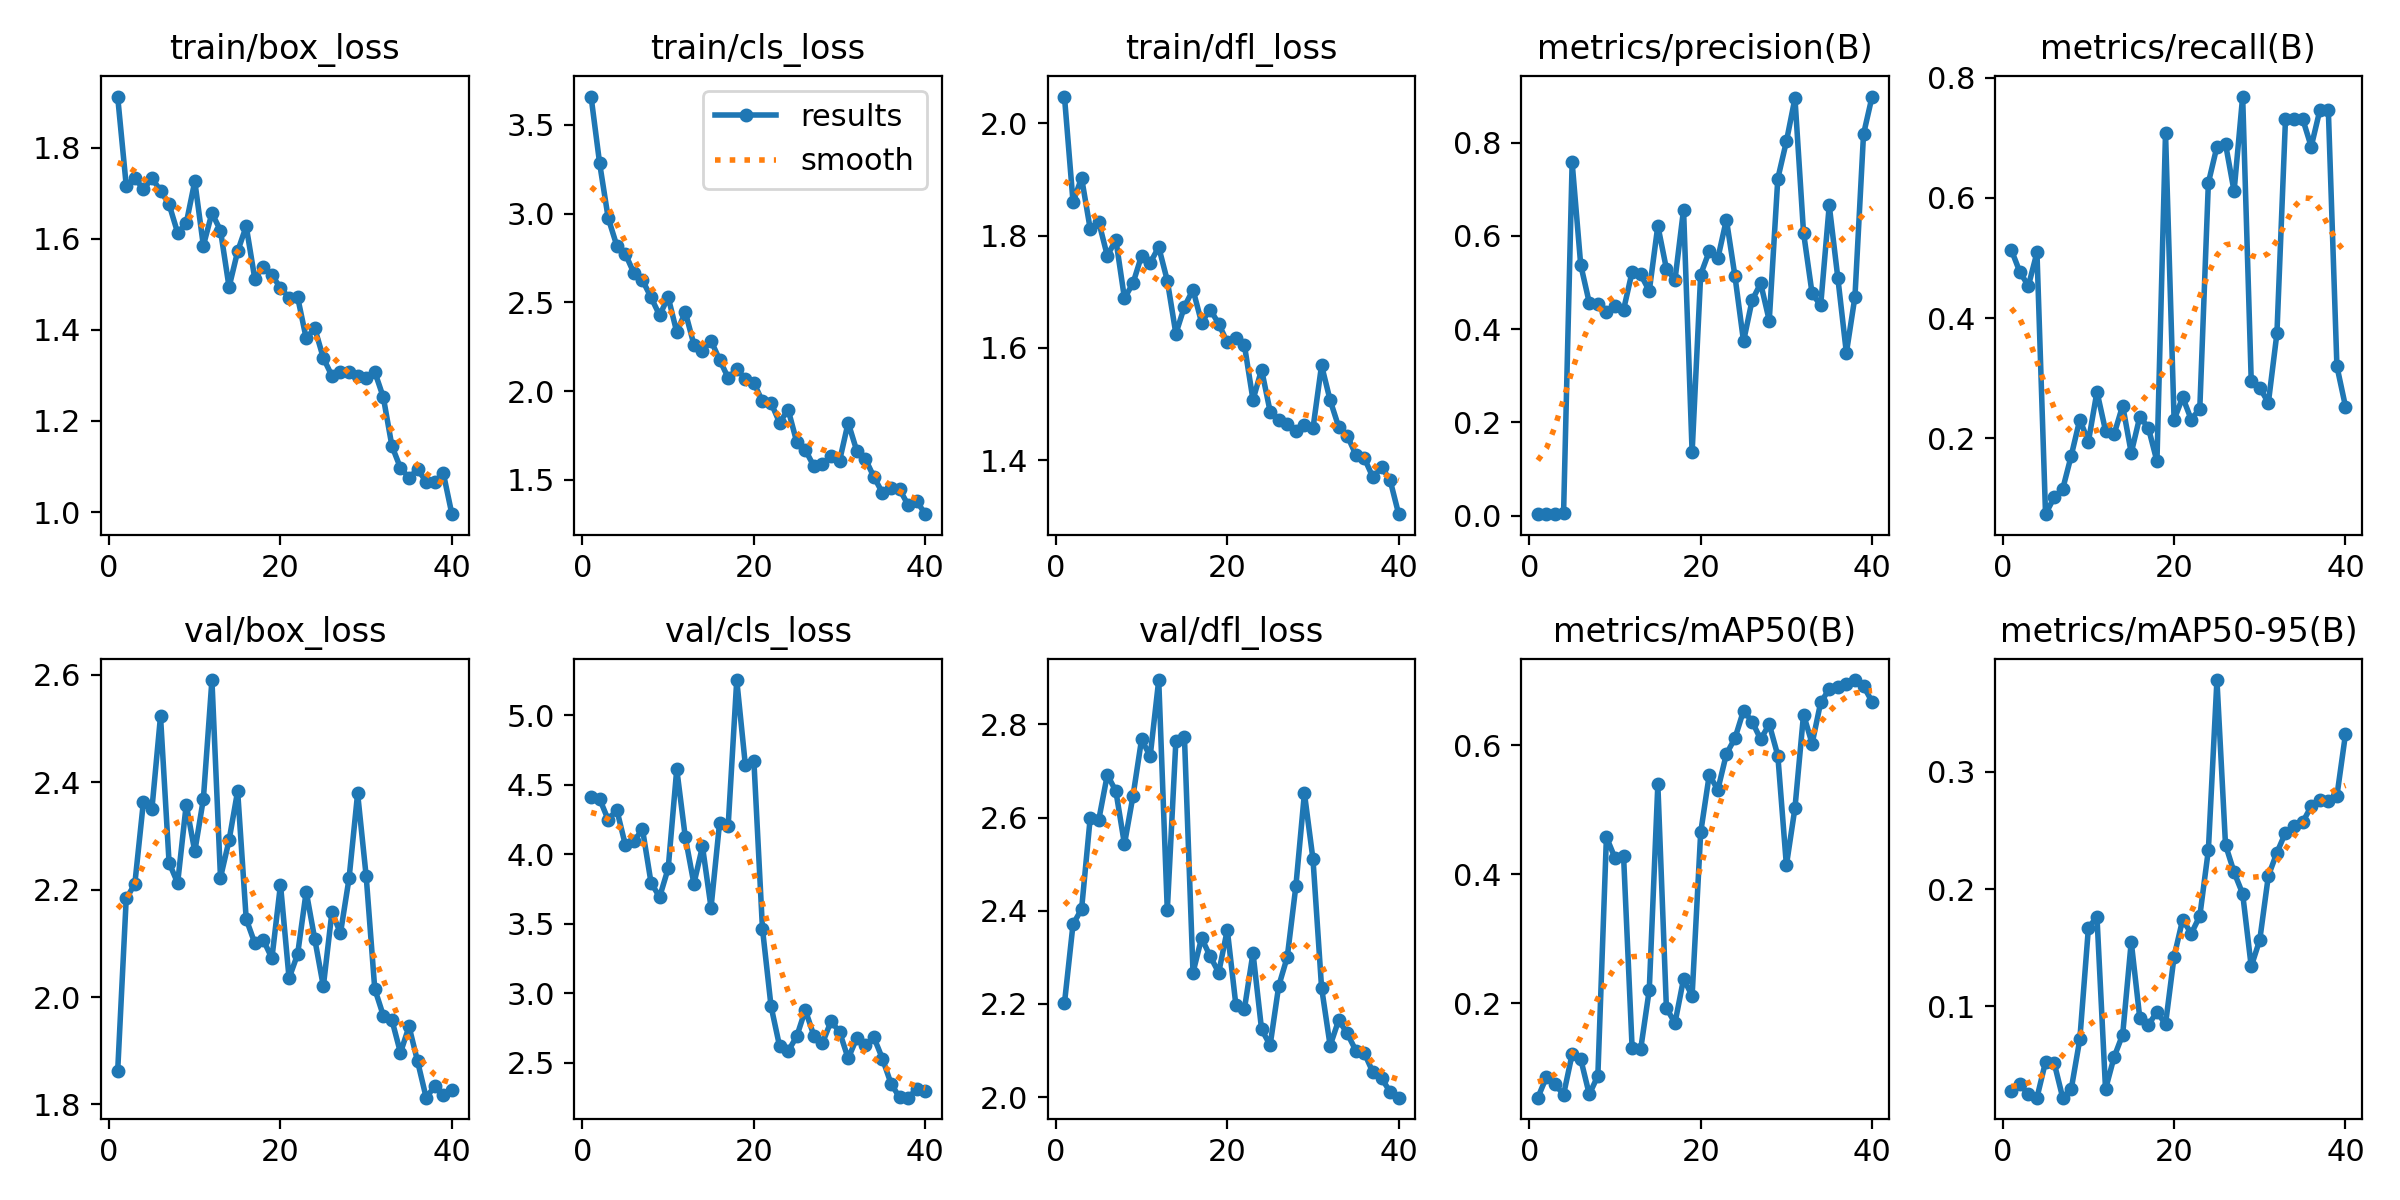 train/box_loss
train/cls_loss
train/dfl_loss
metrics/precision(B)
metrics/recall(B)
1.8
1.6
1.4
1.2
1.0
0 20 40
results
smooth
3.5
3.0
2.5
2.0
1.5
0 20 40
2.0
1.8
1.6
1.4
0 20 40
0.8
0.6
0.4
0.2
0.0
0 20 40
0.8
0.6
0.4
0.2
0 20 40
val/box_loss
val/cls_loss
val/dfl_loss
metrics/mAP50(B)
metrics/mAP50-95(B)
2.6
2.4
2.2
2.0
1.8
0 20 40
5.0
4.5
4.0
3.5
3.0
2.5
0 20 40
2.8
2.6
2.4
2.2
2.0
0 20 40
0.6
0.4
0.2
0 20 40
0.3
0.2
0.1
0 20 40